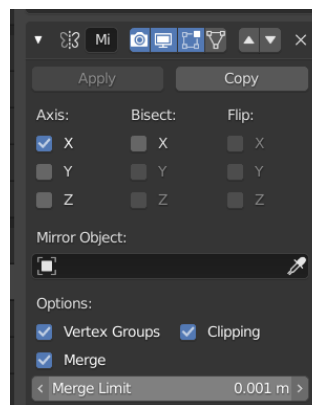 Mi
Apply Copy
Axis: Bisect: Flip:
X X X
Y Y Y
Z Z Z
Mirror Object:
Options:
Vertex Groups Clipping
Merge
Merge Limit 0.001 m